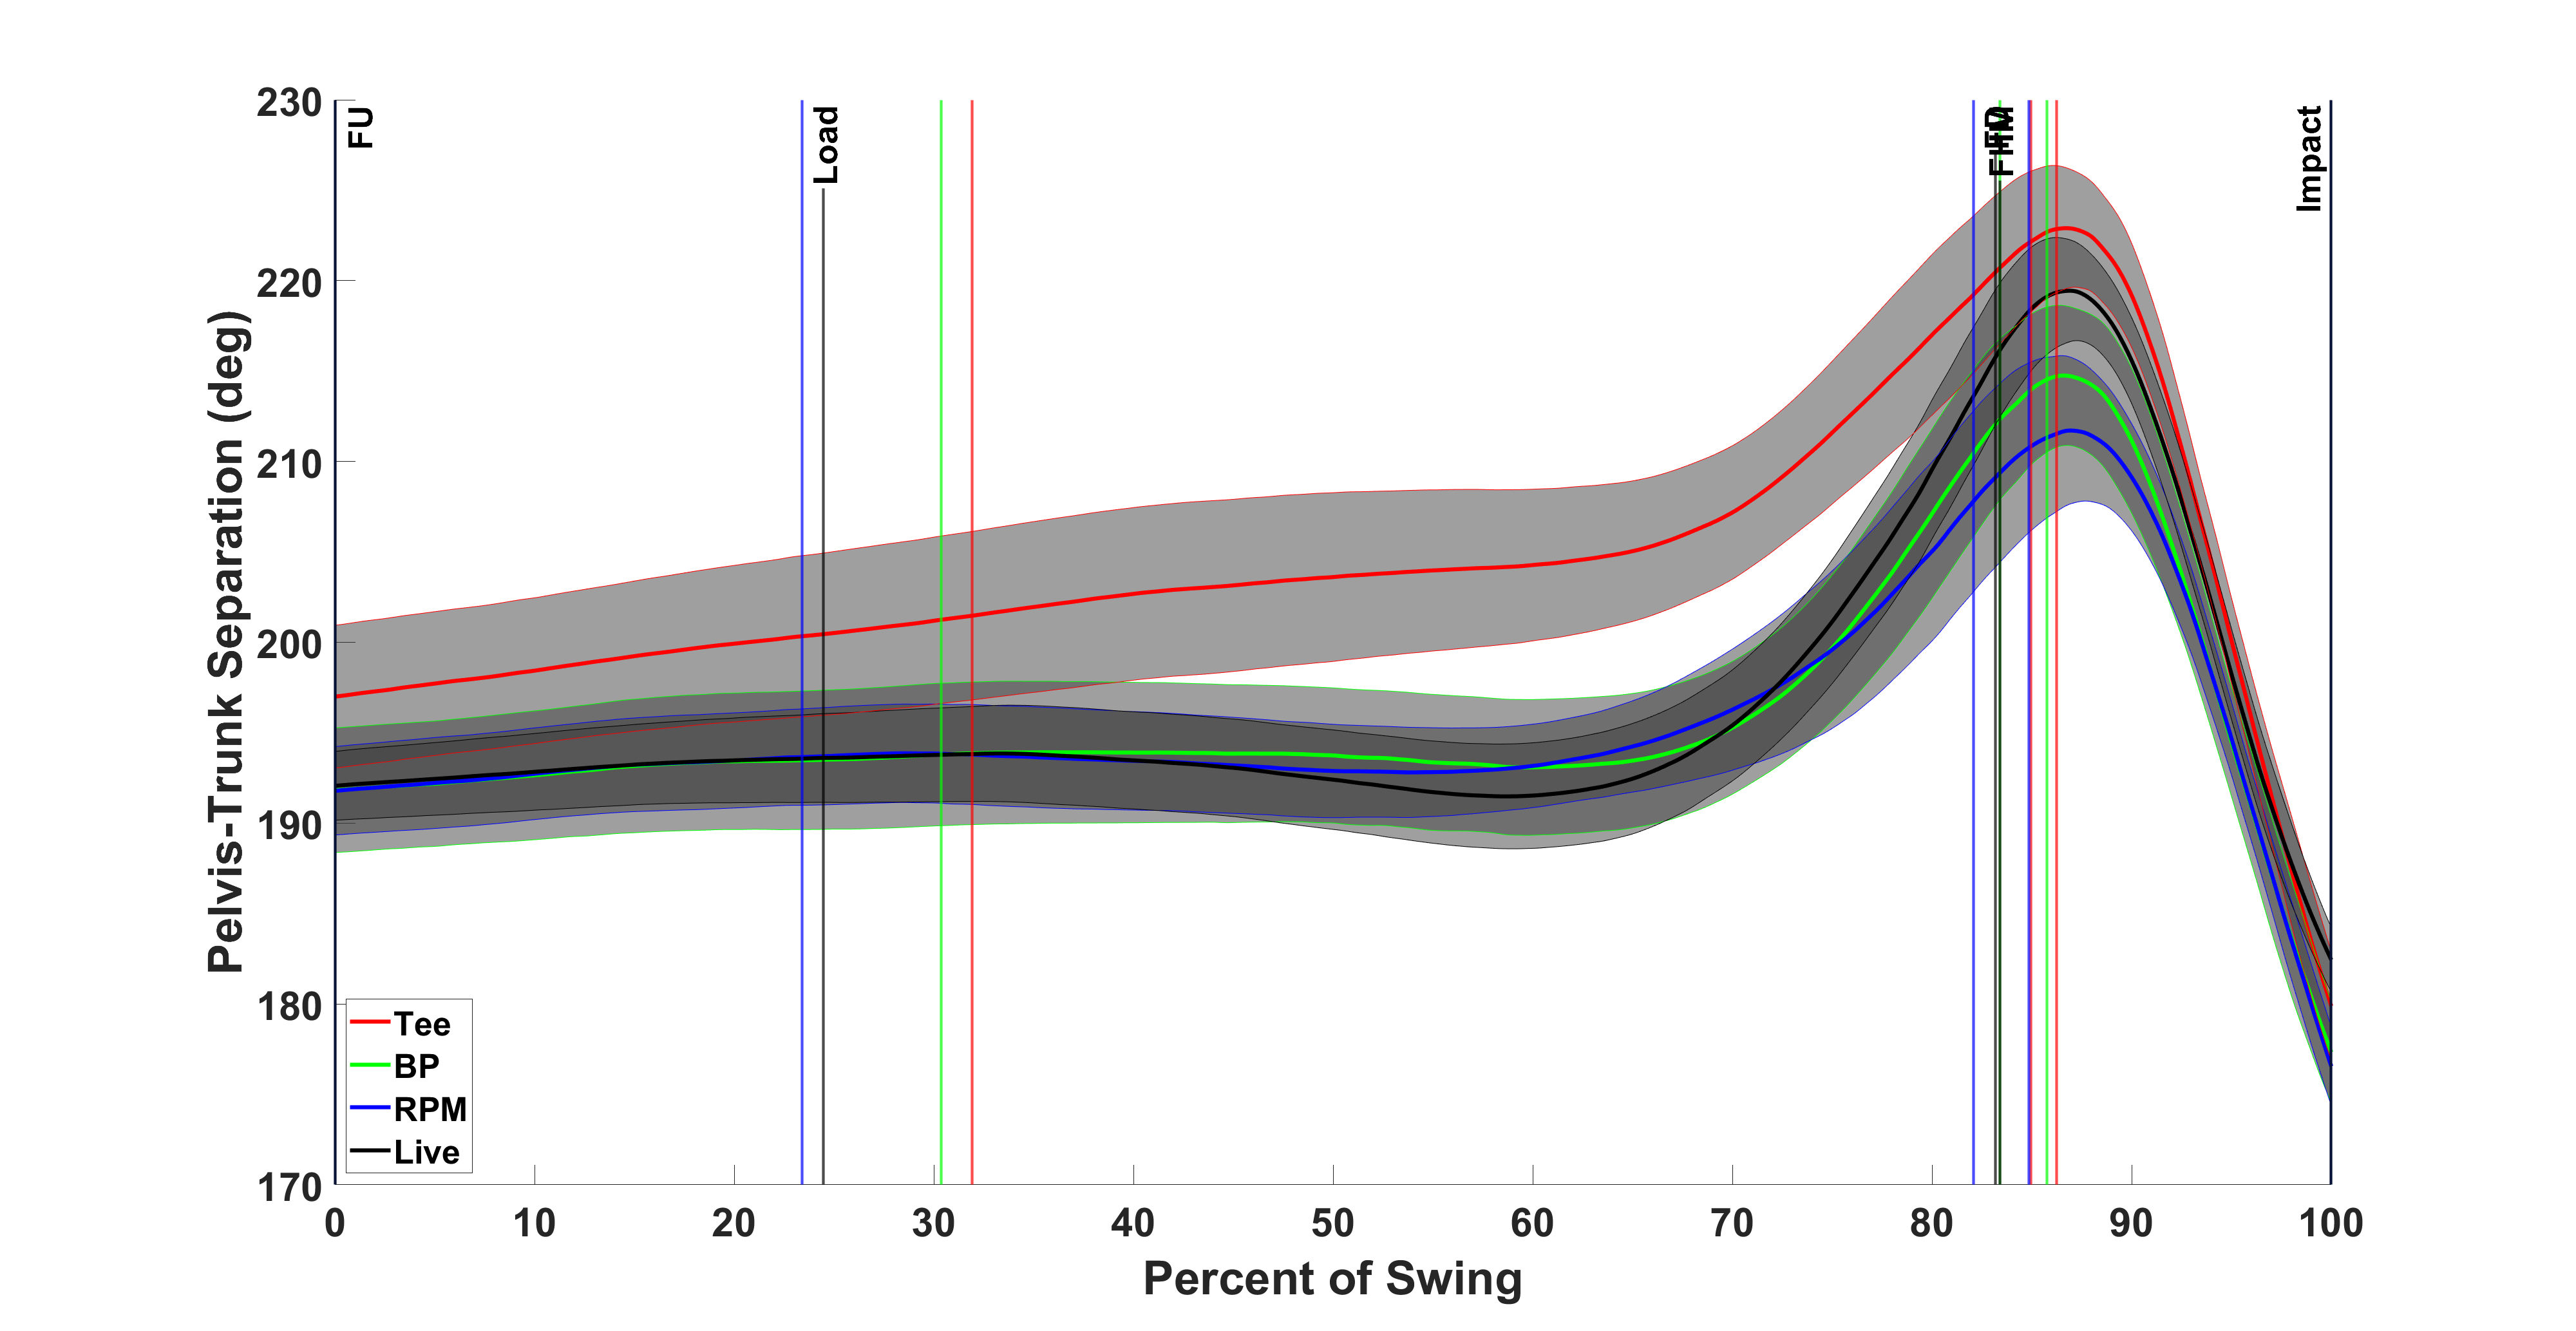 230
220
210
200
190
180
170
Pelvis-Trunk Separation (deg)
FU
Load
Impact
Tee
BP
RPM
Live
0 10 20 30 40 50 60 70 80 90 100
Percent of Swing